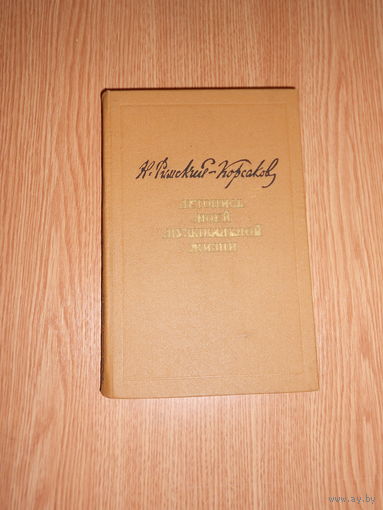 Н. Римский-Корсаков
ЛЕТОПИСЬ
МОЕЙ
МУЗЫКАЛЬНОЙ
ЖИЗНИ
www.ay.by